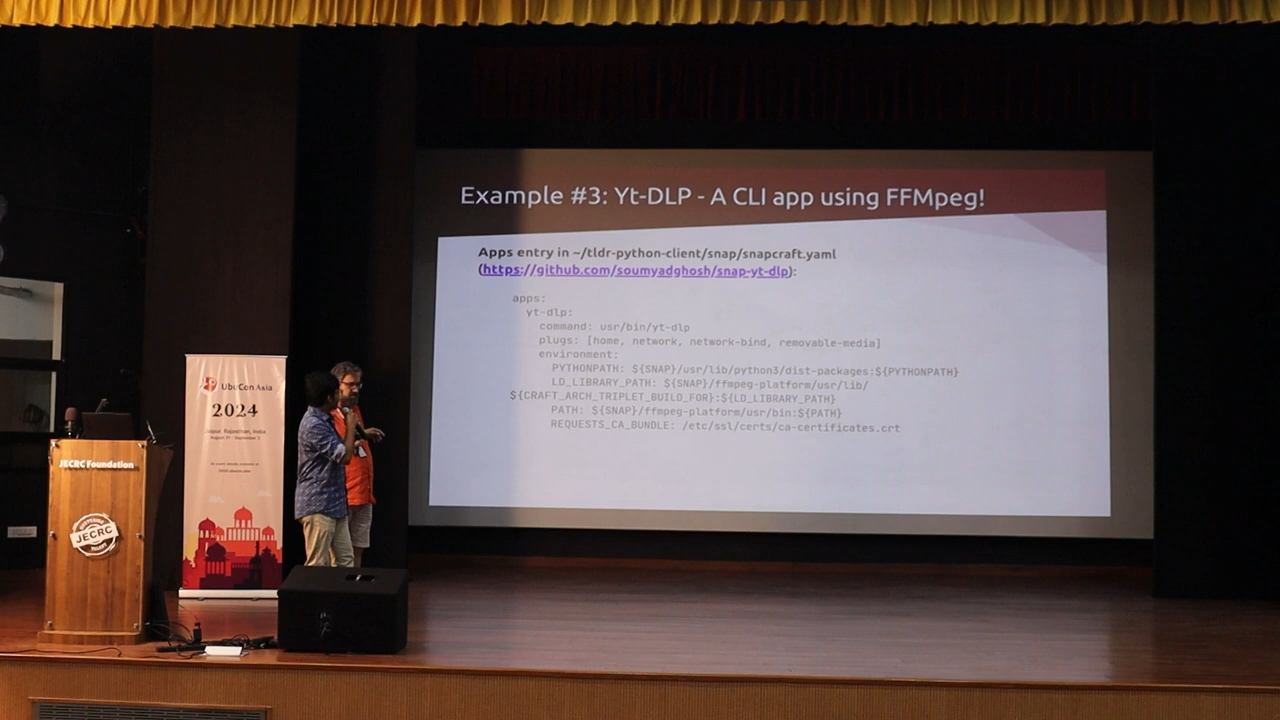 Example #3: Yt-DLP - A CLI app using FFMpeg!
Apps entry in ~/tldr-python-client/snap/snapcraft.yaml
(https://github.com/soumyadghosh/snap-yt-dlp):
apps:
yt-dlp:
command: usr/bin/yt-dlp
plugs: [home, network, network-bind, removable-media]
environment:
PYTHONPATH: ${SNAP}/usr/lib/python3/dist-packages:${PYTHONPATH}
LD_LIBRARY_PATH: ${SNAP}/ffmpeg-platform/usr/lib/
${CRAFT_ARCH_TRIPLET_BUILD_FOR}:${LD_LIBRARY_PATH}
PATH: ${SNAP}/ffmpeg-platform/usr/bin:${PATH}
REQUESTS_CA_BUNDLE: /etc/ssl/certs/ca-certificates.crt
UbuCon Asia
2024
Jaipur, Rajasthan, India
JECRC Foundation
JECRC